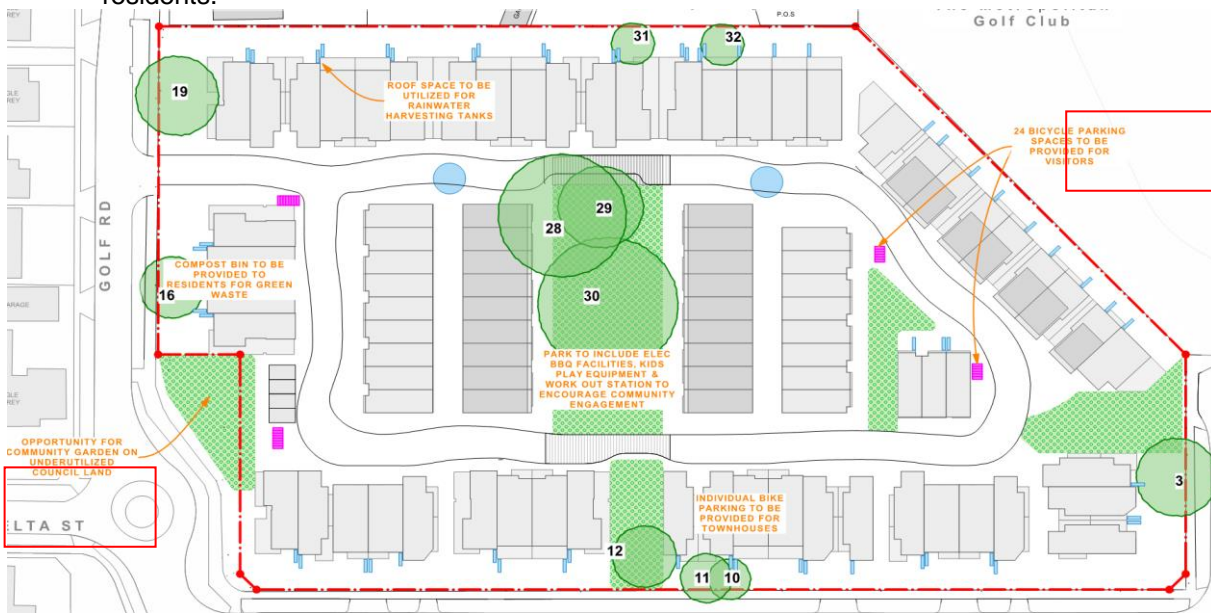 residents.
P.O.S
Golf Club
31
32
19
ROOF SPACE TO BE
UTILIZED FOR
RAINWATER
HARVESTING TANKS
24 BICYCLE PARKING
SPACES TO BE
PROVIDED FOR
VISITORS
GOLF RD
29
28
COMPOST BIN TO BE
PROVIDED TO
RESIDENTS FOR GREEN
WASTE
16
30
PARK TO INCLUDE ELEC
BBQ FACILITIES, KIDS
PLAY EQUIPMENT &
WORK OUT STATION TO
ENCOURAGE COMMUNITY
ENGAGEMENT
OPPORTUNITY FOR
COMMUNITY GARDEN ON
UNDERUTILIZED
COUNCIL LAND
3
INDIVIDUAL BIKE
PARKING TO BE
PROVIDED FOR
TOWNHOUSES
ELTA ST
12
11
10